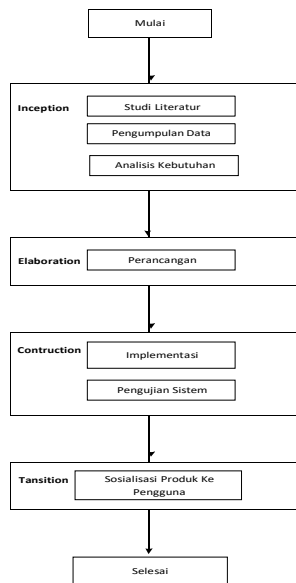 Mulai
Inception
Studi Literatur
Pengumpulan Data
Analisis Kebutuhan
Elaboration
Perancangan
Contruction
Implementasi
Pengujian Sistem
Tansition
Sosialisasi Produk Ke
Pengguna
Selesai